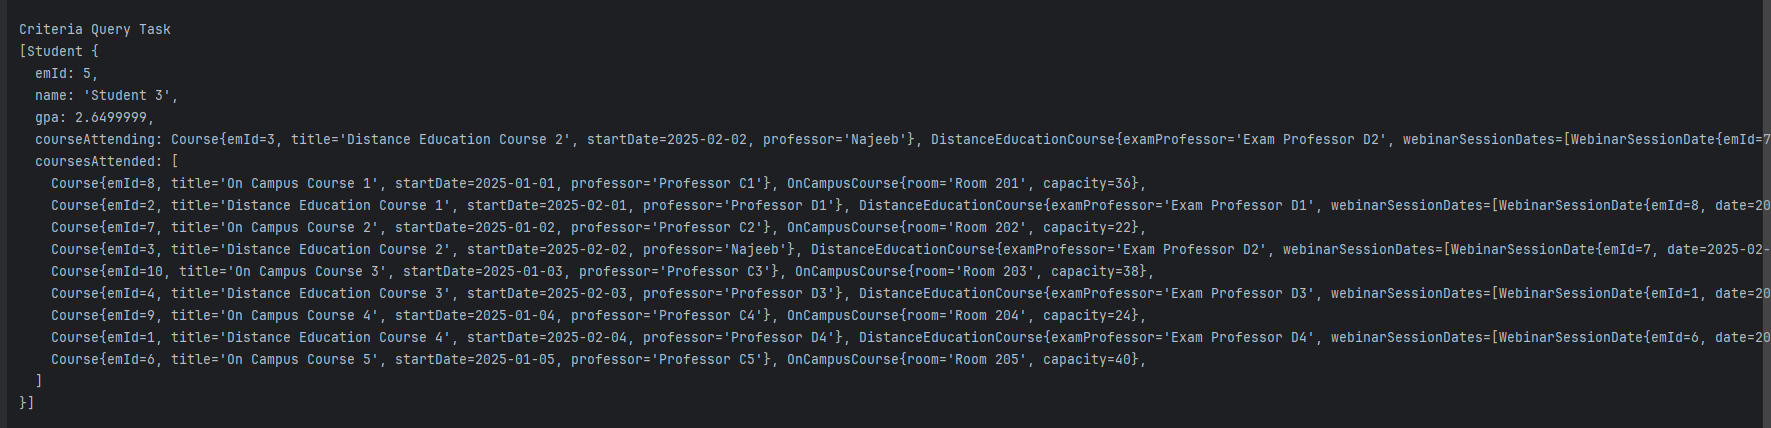 Criteria Query Task
[Student {
  emId: 5,
  name: 'Student 3',
  gpa: 2.6499999,
  courseAttending: Course{emId=3, title='Distance Education Course 2', startDate=2025-02-02, professor='Najeeb'}, DistanceEducationCourse{examProfessor='Exam Professor D2', webinarSessionDates=[WebinarSessionDate{emId=7
  coursesAttended: [
    Course{emId=8, title='On Campus Course 1', startDate=2025-01-01, professor='Professor C1'}, OnCampusCourse{room='Room 201', capacity=36},
    Course{emId=2, title='Distance Education Course 1', startDate=2025-02-01, professor='Professor D1'}, DistanceEducationCourse{examProfessor='Exam Professor D1', webinarSessionDates=[WebinarSessionDate{emId=8, date=20
    Course{emId=7, title='On Campus Course 2', startDate=2025-01-02, professor='Professor C2'}, OnCampusCourse{room='Room 202', capacity=22},
    Course{emId=3, title='Distance Education Course 2', startDate=2025-02-02, professor='Najeeb'}, DistanceEducationCourse{examProfessor='Exam Professor D2', webinarSessionDates=[WebinarSessionDate{emId=7, date=2025-02-
    Course{emId=10, title='On Campus Course 3', startDate=2025-01-03, professor='Professor C3'}, OnCampusCourse{room='Room 203', capacity=38},
    Course{emId=4, title='Distance Education Course 3', startDate=2025-02-03, professor='Professor D3'}, DistanceEducationCourse{examProfessor='Exam Professor D3', webinarSessionDates=[WebinarSessionDate{emId=1, date=20
    Course{emId=9, title='On Campus Course 4', startDate=2025-01-04, professor='Professor C4'}, OnCampusCourse{room='Room 204', capacity=24},
    Course{emId=1, title='Distance Education Course 4', startDate=2025-02-04, professor='Professor D4'}, DistanceEducationCourse{examProfessor='Exam Professor D4', webinarSessionDates=[WebinarSessionDate{emId=6, date=20
    Course{emId=6, title='On Campus Course 5', startDate=2025-01-05, professor='Professor C5'}, OnCampusCourse{room='Room 205', capacity=40},
  ]
}]